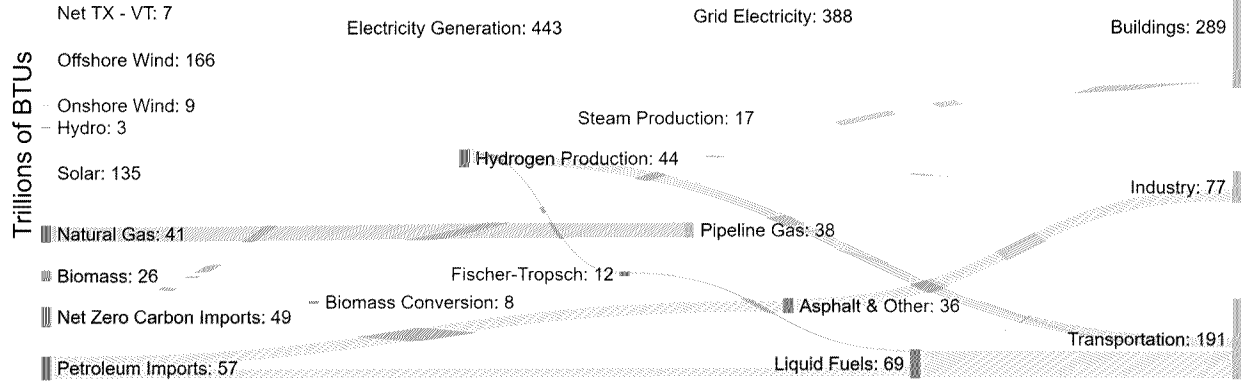 Trillions of BTUs
Net TX - VT: 7
Electricity Generation: 443
Grid Electricity: 388
Buildings: 289
Offshore Wind: 166
Onshore Wind: 9
Steam Production: 17
Hydro: 3
Hydrogen Production: 44
Solar: 135
Industry: 77
Natural Gas: 41
Pipeline Gas: 38
Biomass: 26
Fischer-Tropsch: 12
Biomass Conversion: 8
Asphalt & Other: 36
Net Zero Carbon Imports: 49
Transportation: 191
Petroleum Imports: 57
Liquid Fuels: 69